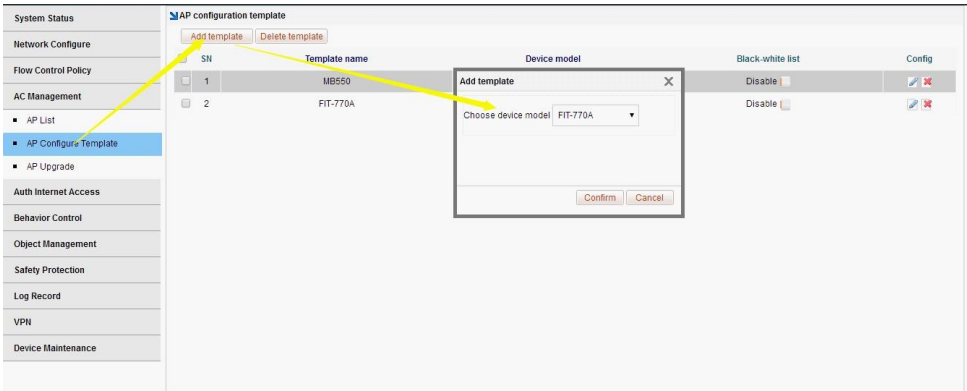 System Status
Network Configure
Flow Control Policy
AC Management
AP List
AP Configure Template
AP Upgrade
Auth Internet Access
Behavior Control
Object Management
Safety Protection
Log Record
VPN
Device Maintenance
AP configuration template
Add template Delete template
SN Template name Device model Black-white list Config
1 MB550 Disable
2 FIT-770A Disable
Add template
Choose device model FIT-770A
Confirm Cancel